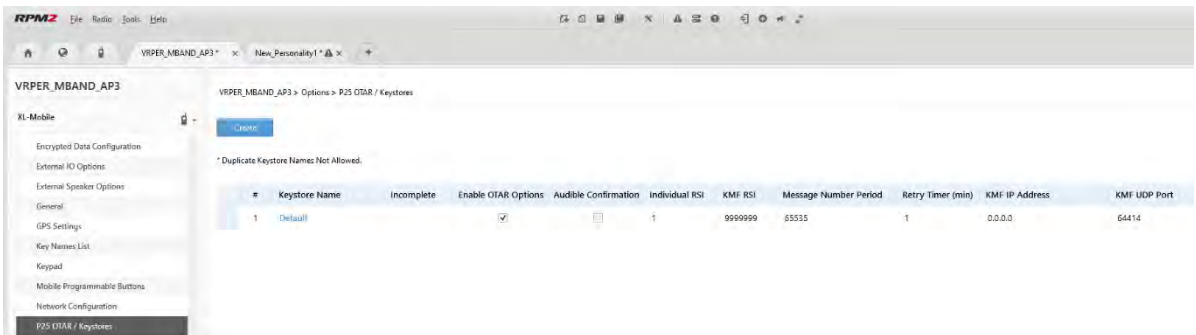 RPM2 File Radio Tools Help
VRPER_MBAND_AP3 * × New_Personality1 * × +
VRPER_MBAND_AP3
VRPER_MBAND_AP3 > Options > P25 OTAR / Keystores
XL-Mobile
Create
Encrypted Data Configuration
* Duplicate Keystore Names Not Allowed.
External IO Options
External Speaker Options
# Keystore Name Incomplete Enable OTAR Options Audible Confirmation Individual RSI KMF RSI Message Number Period Retry Timer (min) KMF IP Address KMF UDP Port
General
1 Default 1 9999999 65535 1 0.0.0.0 64414
GPS Settings
Key Names List
Keypad
Mobile Programmable Buttons
Network Configuration
P25 OTAR / Keystores